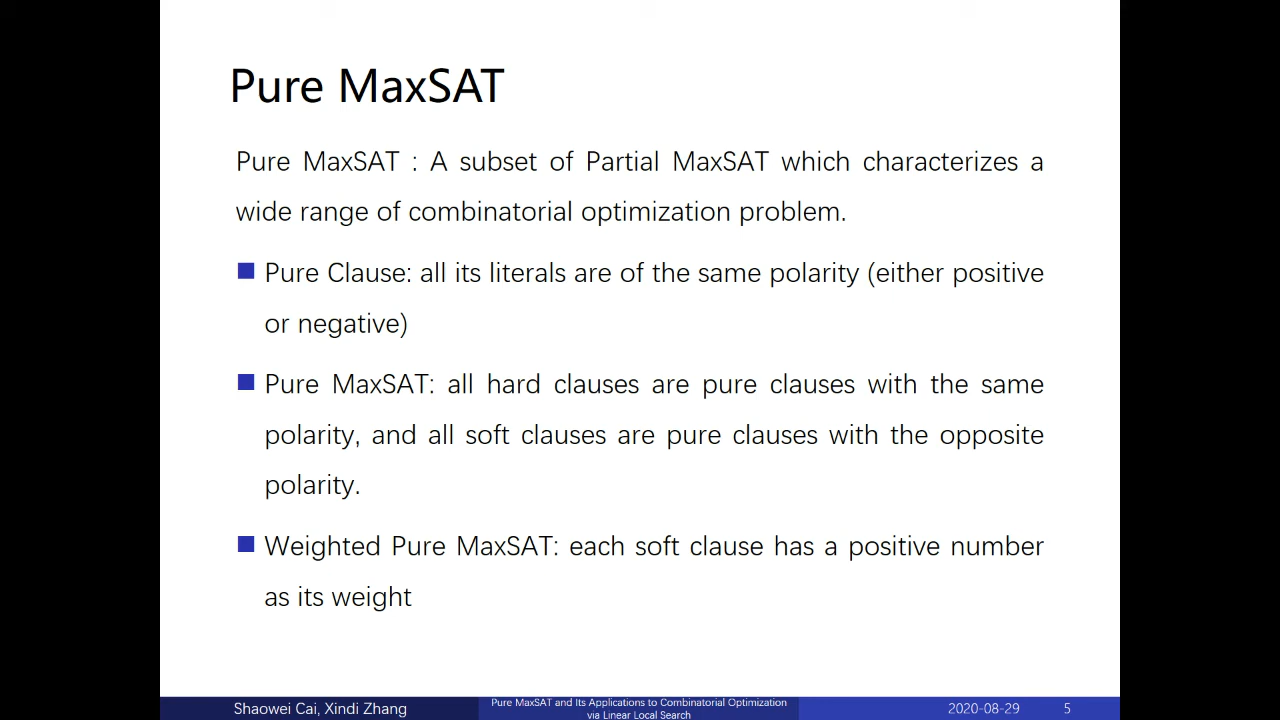 Pure MaxSAT
Pure MaxSAT : A subset of Partial MaxSAT which characterizes a
wide range of combinatorial optimization problem.
Pure Clause: all its literals are of the same polarity (either positive
or negative)
Pure MaxSAT: all hard clauses are pure clauses with the same
polarity, and all soft clauses are pure clauses with the opposite
polarity.
Weighted Pure MaxSAT: each soft clause has a positive number
as its weight
Shaowei Cai, Xindi Zhang
Pure MaxSAT and Its Applications to Combinatorial Optimization
via Linear Local Search
2020-08-29
5